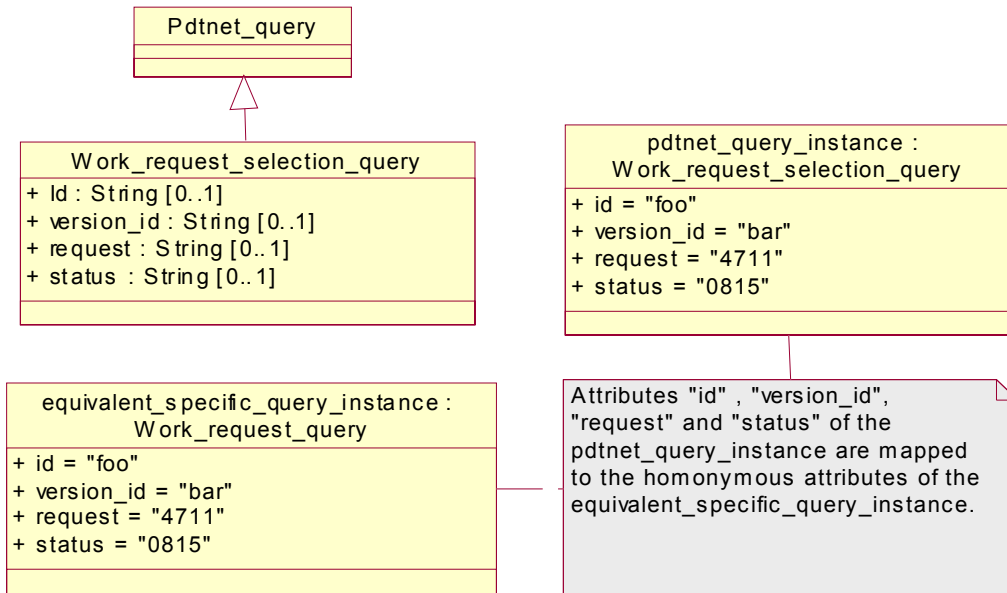 Pdtnet_query
Work_request_selection_query
+ Id : String [0..1]
+ version_id : String [0..1]
+ request : String [0..1]
+ status : String [0..1]
pdtnet_query_instance :
Work_request_selection_query
+ id = "foo"
+ version_id = "bar"
+ request = "4711"
+ status = "0815"
equivalent_specific_query_instance :
Work_request_query
+ id = "foo"
+ version_id = "bar"
+ request = "4711"
+ status = "0815"
Attributes "id" , "version_id",
"request" and "status" of the
pdtnet_query_instance are mapped
to the homonymous attributes of the
equivalent_specific_query_instance.